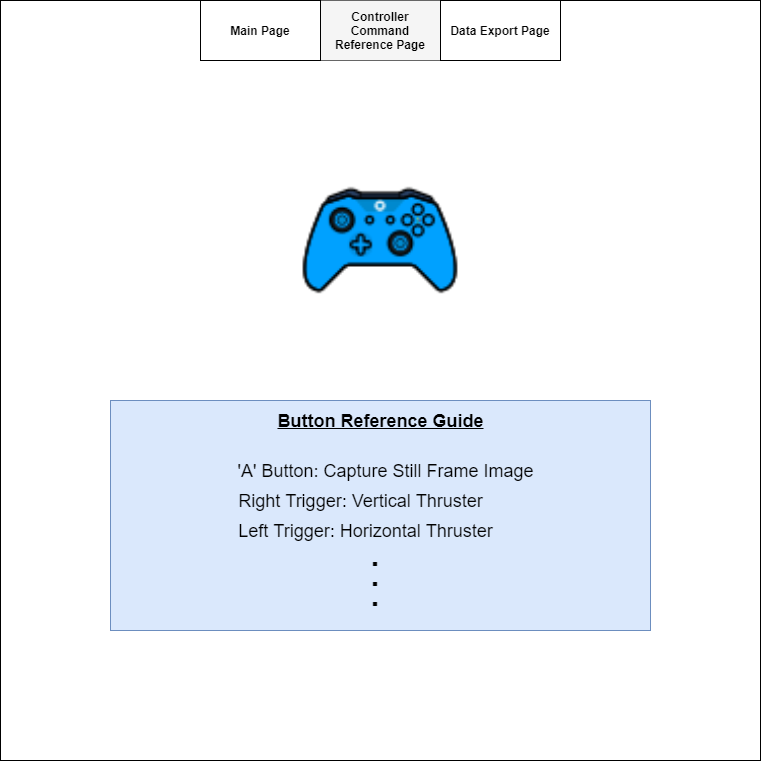 Main Page
Controller
Command
Reference Page
Data Export Page
Button Reference Guide
'A' Button: Capture Still Frame Image
Right Trigger: Vertical Thruster
Left Trigger: Horizontal Thruster
.
.
.